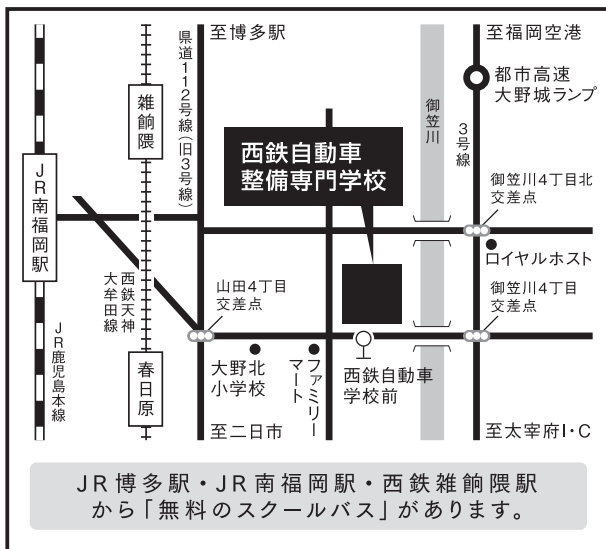 至博多駅
至福岡空港
県道112号線(旧3号線)
都市高速
大野城ランプ
雑餉隈
御笠川
3号線
西鉄自動車
整備専門学校
JR南福岡駅
御笠川4丁目北
交差点
ロイヤルホスト
西鉄天神
大牟田線
山田4丁目
交差点
御笠川4丁目
交差点
JR鹿児島本線
春日原
大野北
小学校
ファミリー
マート
西鉄自動車
学校前
至二日市
至太宰府I・C
JR博多駅・JR南福岡駅・西鉄雑餉隈駅
から「無料のスクールバス」があります。